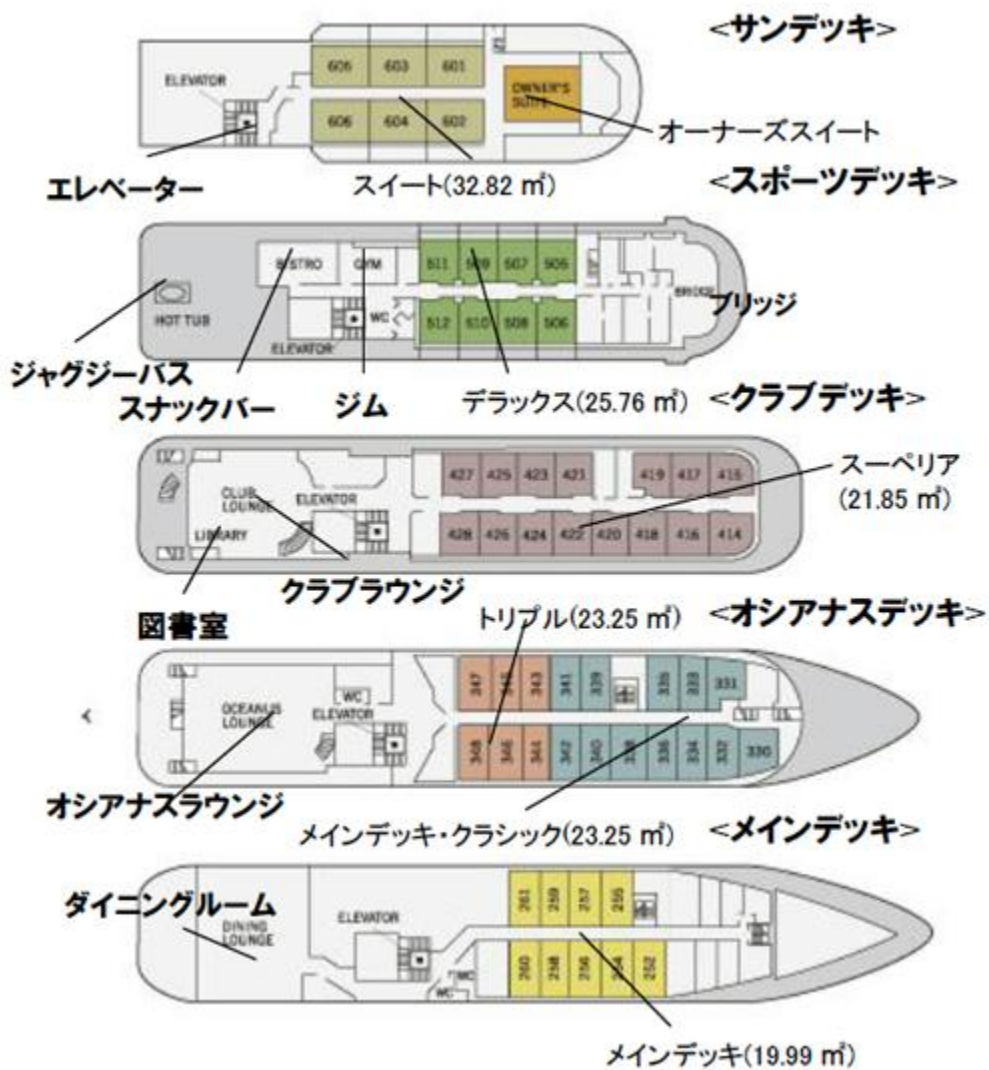 <サンデッキ>
605 603 601
ELEVATOR
OWNER'S
SUITE
606 604 602
オーナーズスイート
エレベーター
スイート(32.82 ㎡)
<スポーツデッキ>
BISTRO GYM
511 509 507 505
HOT TUB
WC
BRIDGE
ブリッジ
512 510 508 506
ELEVATOR
ジャグジーバス
スナックバー
ジム
デラックス(25.76 ㎡)
<クラブデッキ>
427 425 423 421 419 417 415
スーペリア
(21.85 ㎡)
CLUB
LOUNGE
ELEVATOR
LIBRARY
428 426 424 422 420 418 416 414
クラブラウンジ
図書室
トリプル(23.25 ㎡)
<オシアナスデッキ>
347 345 343 341 339 335 333 331
WC
OCEANUS
LOUNGE
ELEVATOR
348 346 344 342 340 338 336 334 332 330
オシアナスラウンジ
メインデッキ・クラシック(23.25 ㎡)
<メインデッキ>
261 259 257 255
ダイニングルーム
DINING
LOUNGE
ELEVATOR
260 258 256 254 252
WC
WC
メインデッキ(19.99 ㎡)